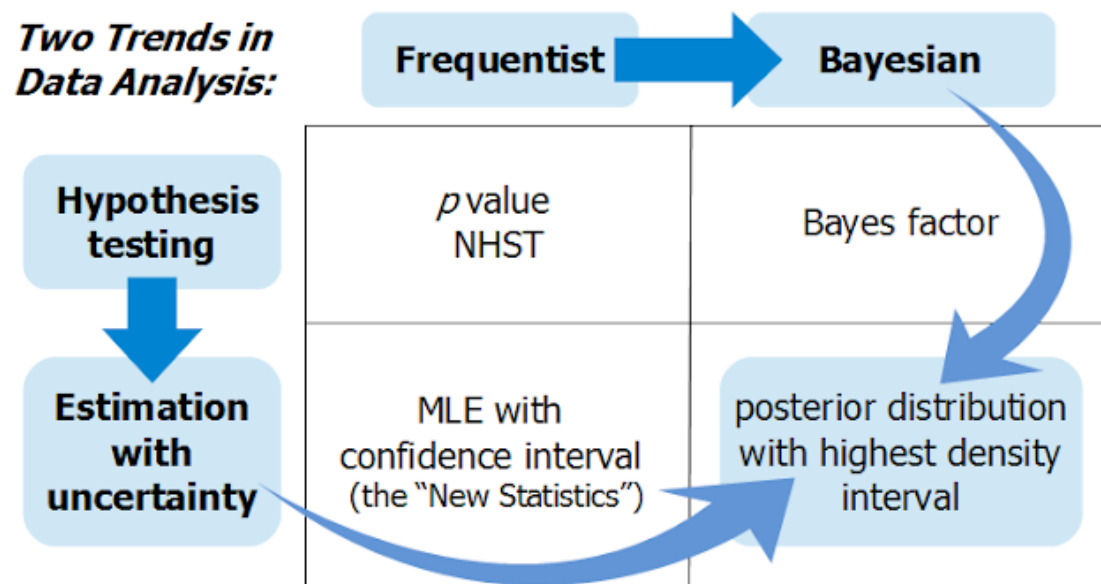 Two Trends in
Data Analysis:
Frequentist
Bayesian
Hypothesis
testing
p value
NHST
Bayes factor
Estimation
with
uncertainty
MLE with
confidence interval
(the “New Statistics”)
posterior distribution
with highest density
interval